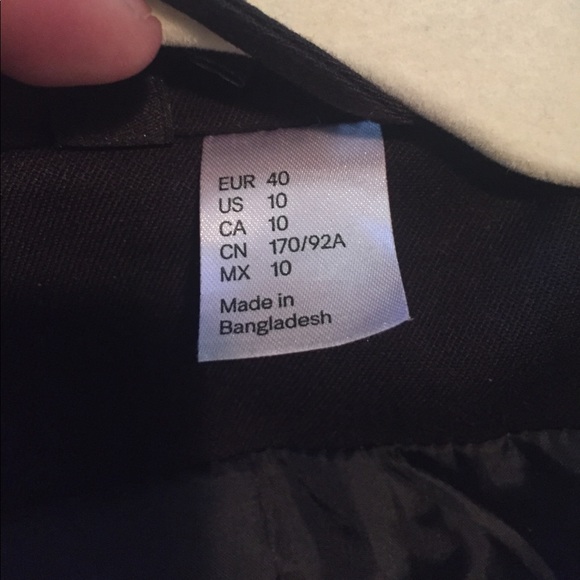 EUR 40
US 10
CA 10
CN 170/92A
MX 10
Made in
Bangladesh